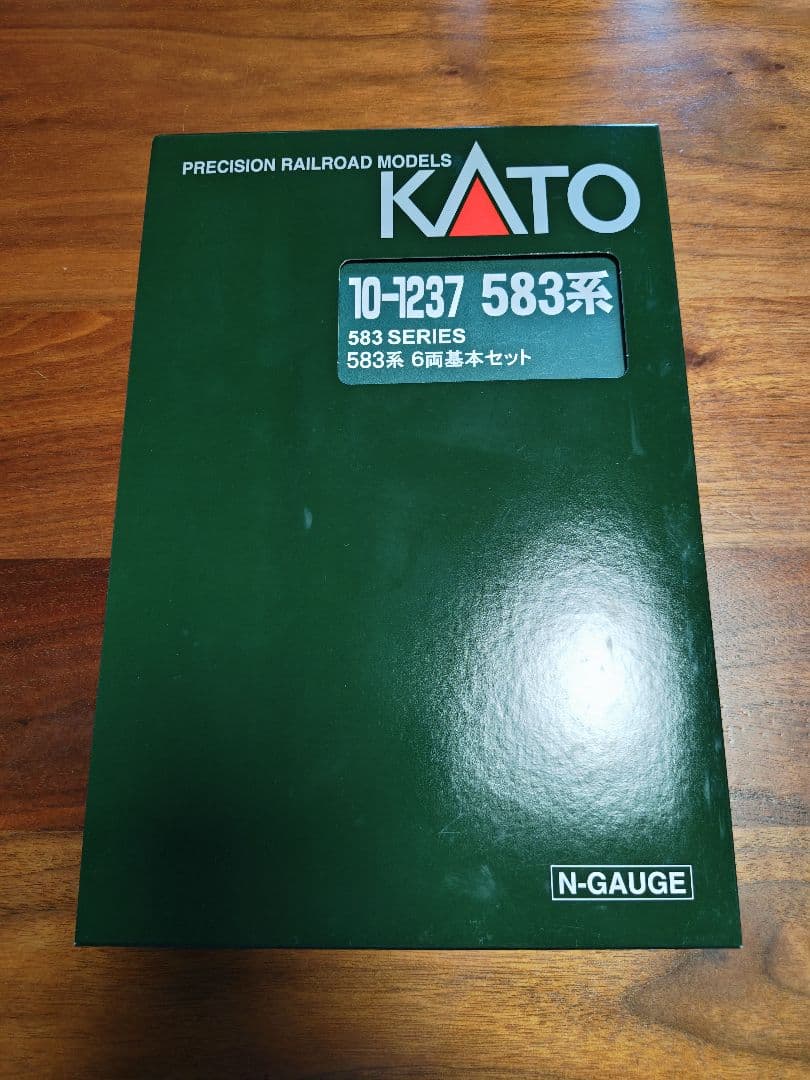 PRECISION RAILROAD MODELS
KATO
10-1237 583系
583 SERIES
583系 6両基本セット
N-GAUGE